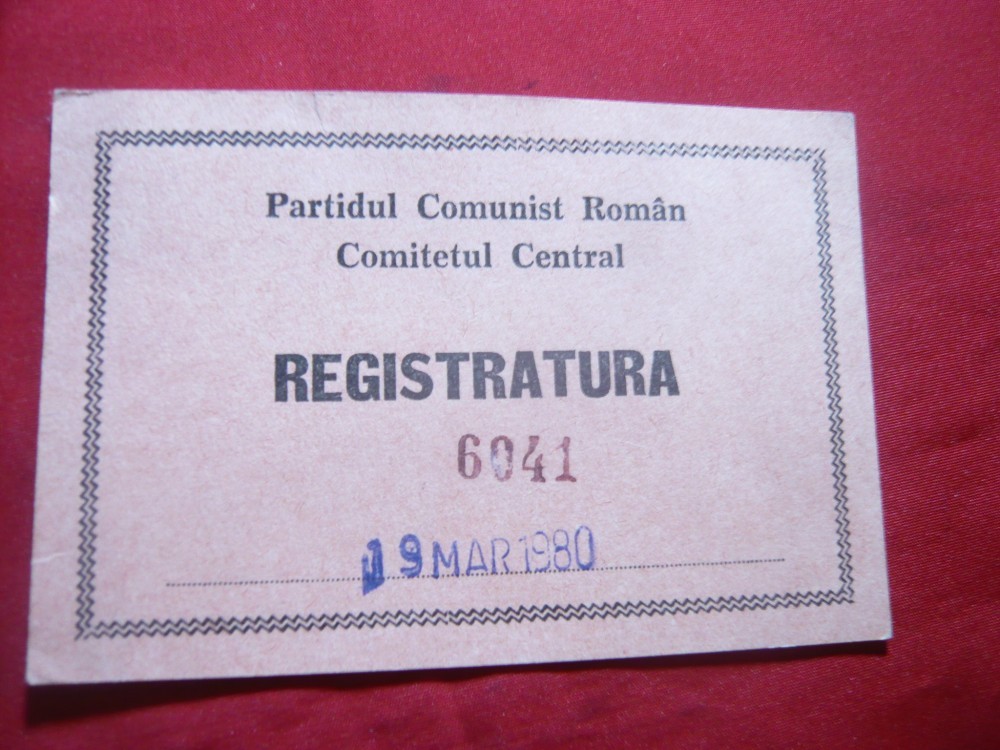 Partidul Comunist Român
Comitetul Central
REGISTRATURA
6041
19 MAR 1980